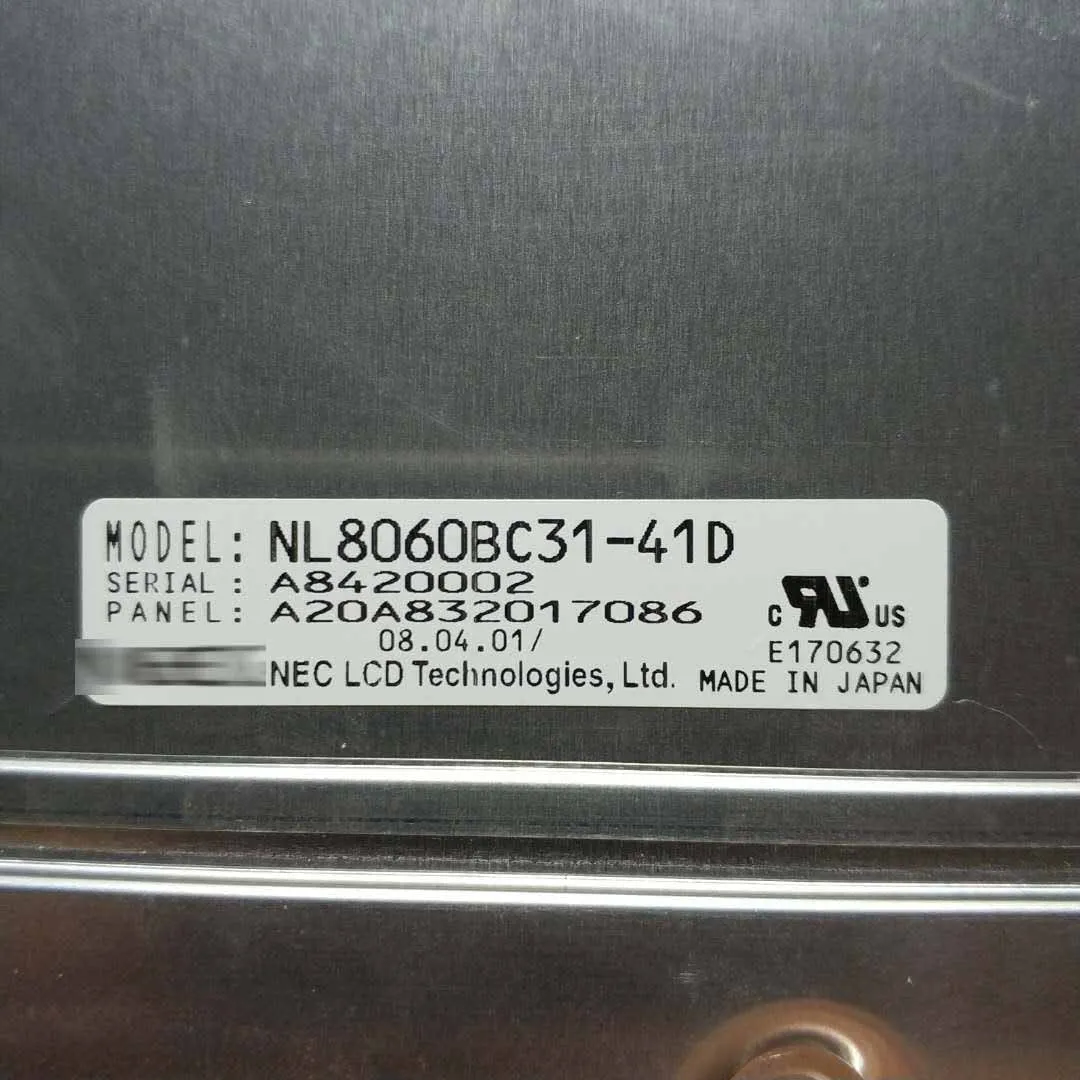 MODEL: NL8060BC31-41D
SERIAL : A8420002
PANEL: A20A832017086
08.04.01/
c RU US
E170632
NEC LCD Technologies, Ltd. MADE IN JAPAN